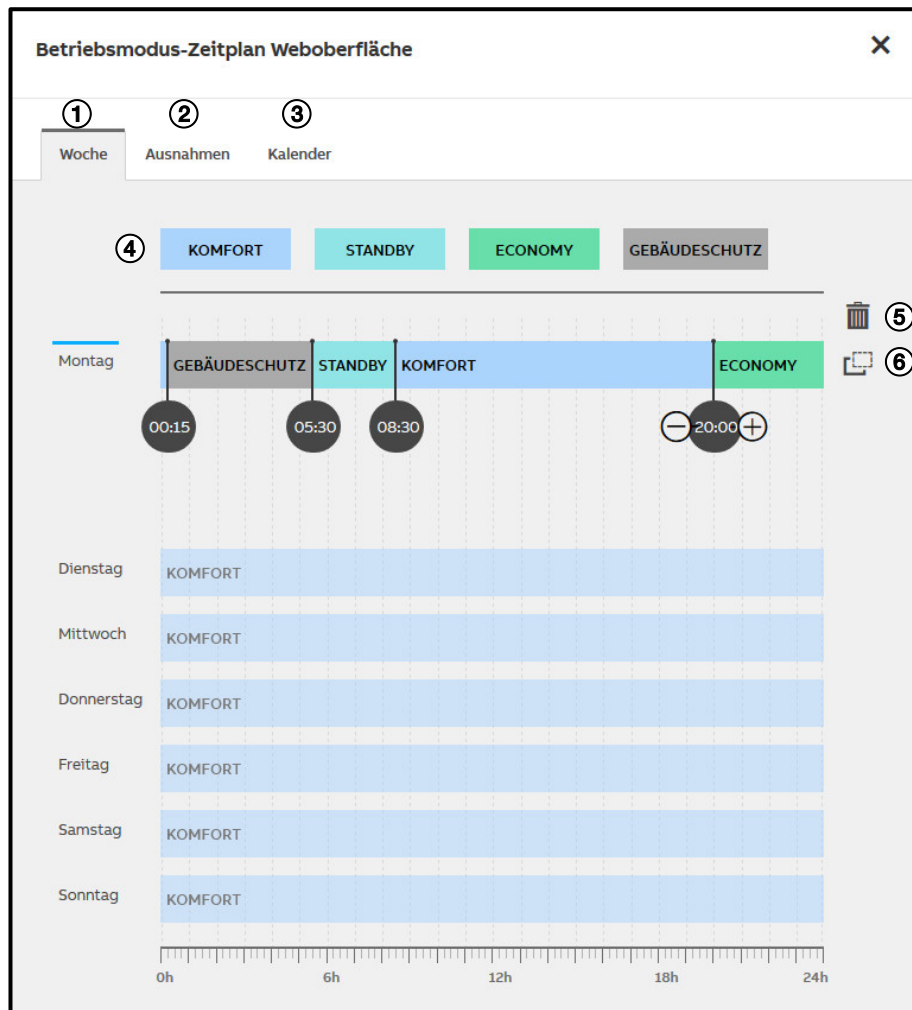 Betriebsmodus-Zeitplan Weboberfläche ×
① ② ③
Woche Ausnahmen Kalender
④ KOMFORT STANDBY ECONOMY GEBÄUDESCHUTZ
⑤
Montag GEBÄUDESCHUTZ STANDBY KOMFORT ECONOMY ⑥
00:15 05:30 08:30 − 20:00 +
Dienstag KOMFORT
Mittwoch KOMFORT
Donnerstag KOMFORT
Freitag KOMFORT
Samstag KOMFORT
Sonntag KOMFORT
0h 6h 12h 18h 24h